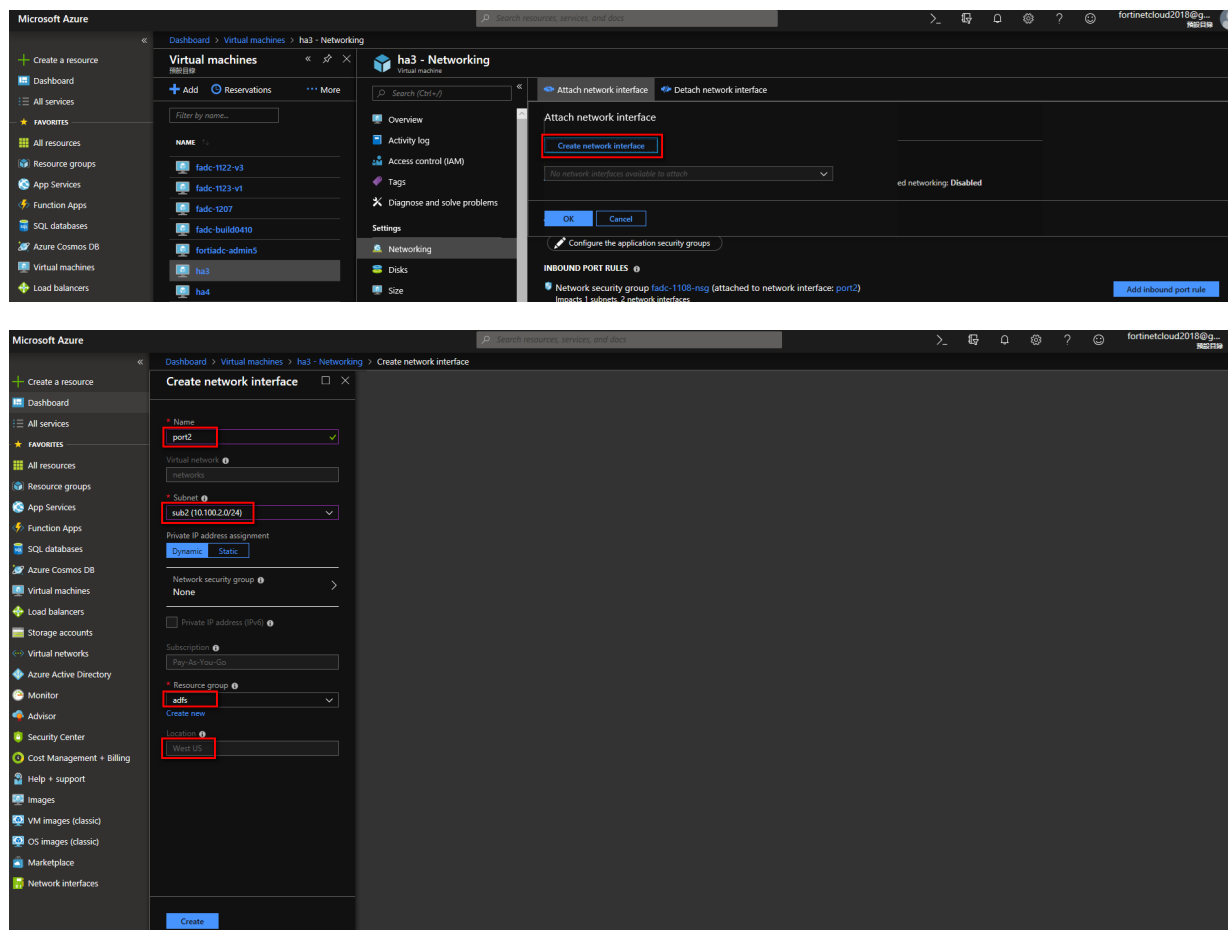 Microsoft Azure
Search resources, services, and docs
fortinetcloud2018@g...
預設目錄
Dashboard > Virtual machines > ha3 - Networking
Create a resource
Dashboard
All services
FAVORITES
All resources
Resource groups
App Services
Function Apps
SQL databases
Azure Cosmos DB
Virtual machines
Load balancers
Virtual machines
預設目錄
Add
Reservations
More
Filter by name...
NAME
fadc-1122-v3
fadc-1123-v1
fadc-1207
fadc-build0410
fortiadc-admin5
ha3
ha4
ha3 - Networking
Virtual machine
Search (Ctrl+/)
Overview
Activity log
Access control (IAM)
Tags
Diagnose and solve problems
Settings
Networking
Disks
Size
Attach network interface
Detach network interface
Attach network interface
Create network interface
No network interfaces available to attach
ed networking: Disabled
OK
Cancel
Configure the application security groups
INBOUND PORT RULES
Network security group fadc-1108-nsg (attached to network interface: port2)
Impacts 1 subnets, 2 network interfaces
Add inbound port rule
Microsoft Azure
Search resources, services, and docs
fortinetcloud2018@g...
預設目錄
Dashboard > Virtual machines > ha3 - Networking > Create network interface
Create a resource
Dashboard
All services
FAVORITES
All resources
Resource groups
App Services
Function Apps
SQL databases
Azure Cosmos DB
Virtual machines
Load balancers
Storage accounts
Virtual networks
Azure Active Directory
Monitor
Advisor
Security Center
Cost Management + Billing
Help + support
Images
VM images (classic)
OS images (classic)
Marketplace
Network interfaces
Create network interface
* Name
port2
Virtual network
networks
* Subnet
sub2 (10.100.2.0/24)
Private IP address assignment
Dynamic
Static
Network security group
None
Private IP address (IPv6)
Subscription
Pay-As-You-Go
* Resource group
adfs
Create new
Location
West US
Create